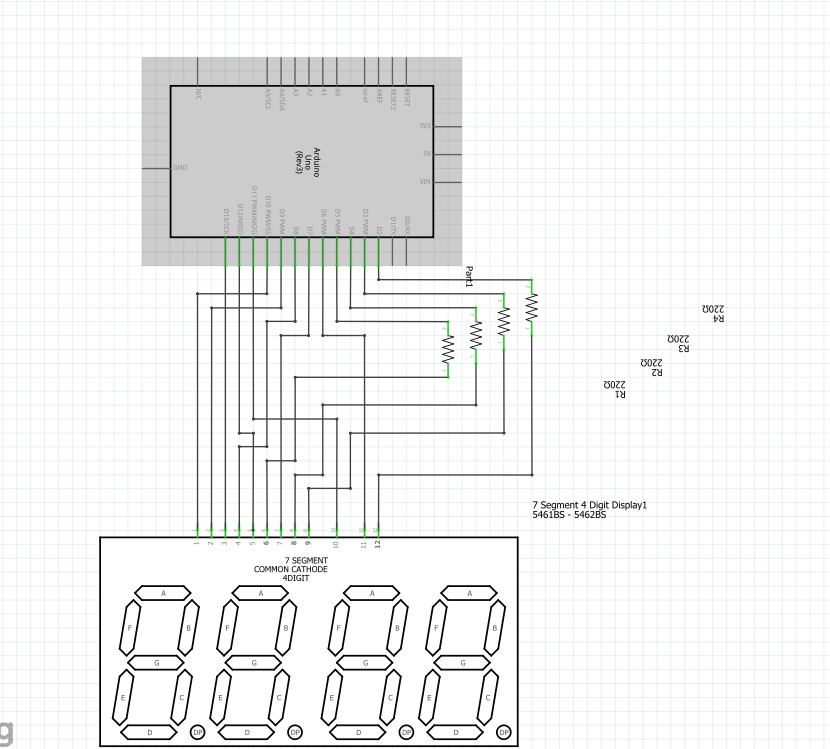 N/C
A5/SCL
A4/SDA
A3
A2
A1
A0
ioref
AREF
RESET2
RESET
3V3
5V
VIN
GND
Arduino
Uno
(Rev3)
D13/SCK
D12/MISO
D11 PWM/MOSI
D10 PWM/SS
D9 PWM
D8
D7
D6 PWM
D5 PWM
D4
D3 PWM
D2
D1/TX
D0/RX
Part1
R4
220Ω
R3
220Ω
R2
220Ω
R1
220Ω
7 Segment 4 Digit Display1
5461BS - 5462BS
1 2 3 4 5 6 7 8 9 10 11 12
7 SEGMENT
COMMON CATHODE
4DIGIT
A A A A
F B F B F B F B
G G G G
E C E C E C E C
D DP D DP D DP D DP
g